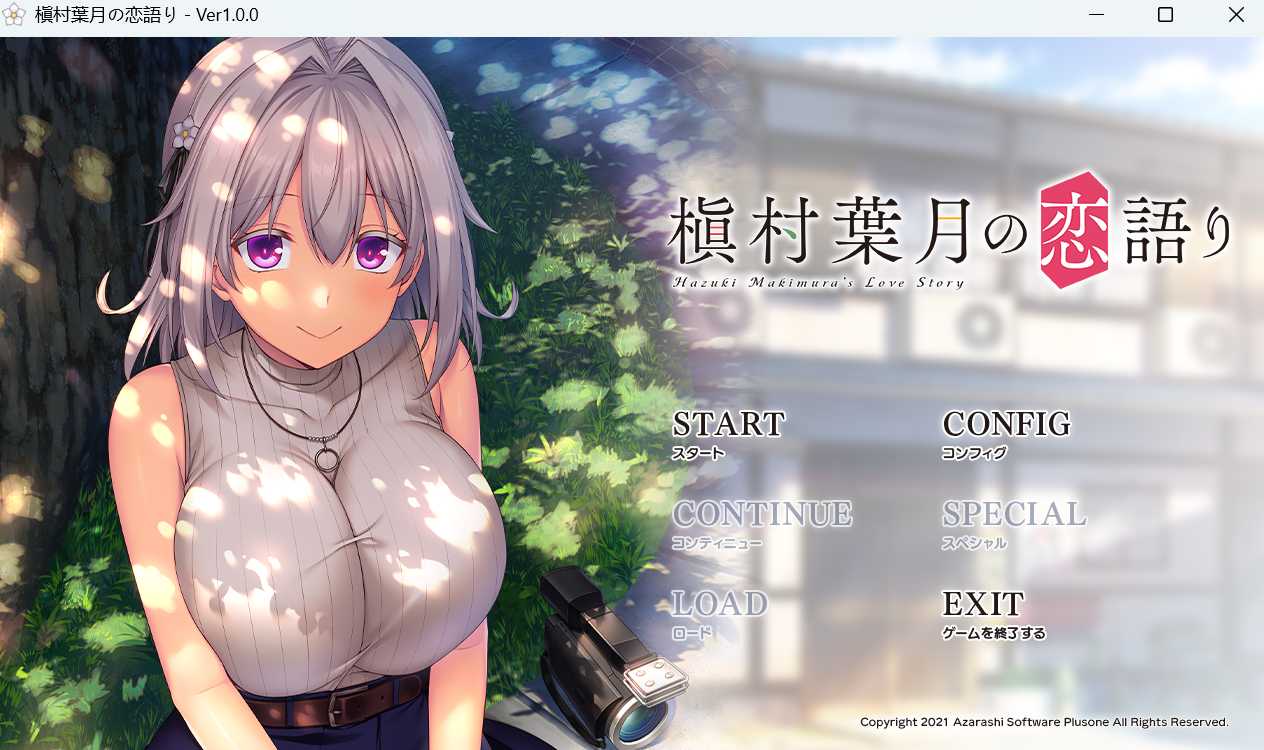 槇村葉月の恋語り - Ver1.0.0
槇村葉月の恋語り
Hazuki Makimura's Love Story
START
スタート
CONFIG
コンフィグ
CONTINUE
コンティニュー
SPECIAL
スペシャル
LOAD
ロード
EXIT
ゲームを終了する
Copyright 2021 Azarashi Software Plusone All Rights Reserved.